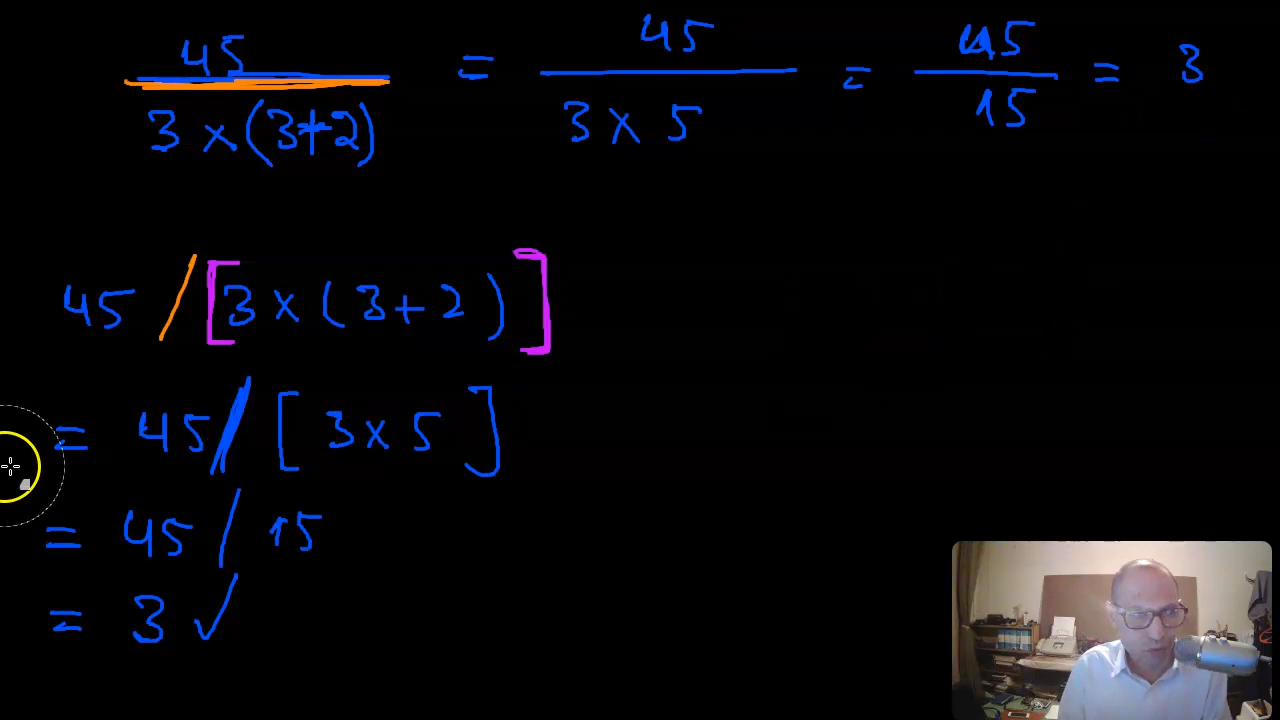 45 = 45 = 45 = 3
3 × (3+2) 3 × 5 15
45 / [3 × (3+2)]
= 45 / [3 × 5]
= 45 / 15
= 3 ✓